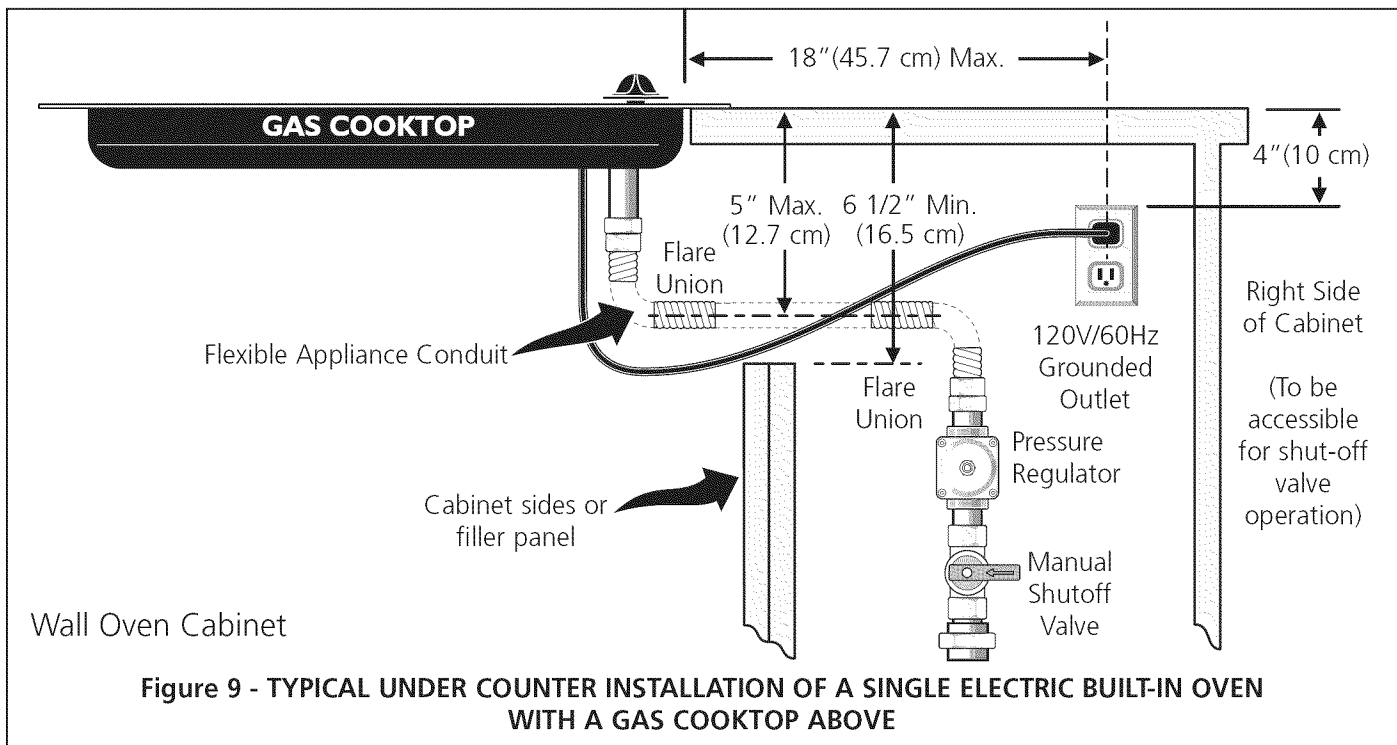 18”(45.7 cm) Max.
GAS COOKTOP
4”(10 cm)
5” Max.
(12.7 cm)
6 1/2” Min.
(16.5 cm)
Flare
Union
Flexible Appliance Conduit
120V/60Hz
Grounded
Outlet
Right Side
of Cabinet
(To be
accessible
for shut-off
valve
operation)
Flare
Union
Pressure
Regulator
Cabinet sides or
filler panel
Manual
Shutoff
Valve
Wall Oven Cabinet
Figure 9 - TYPICAL UNDER COUNTER INSTALLATION OF A SINGLE ELECTRIC BUILT-IN OVEN
WITH A GAS COOKTOP ABOVE